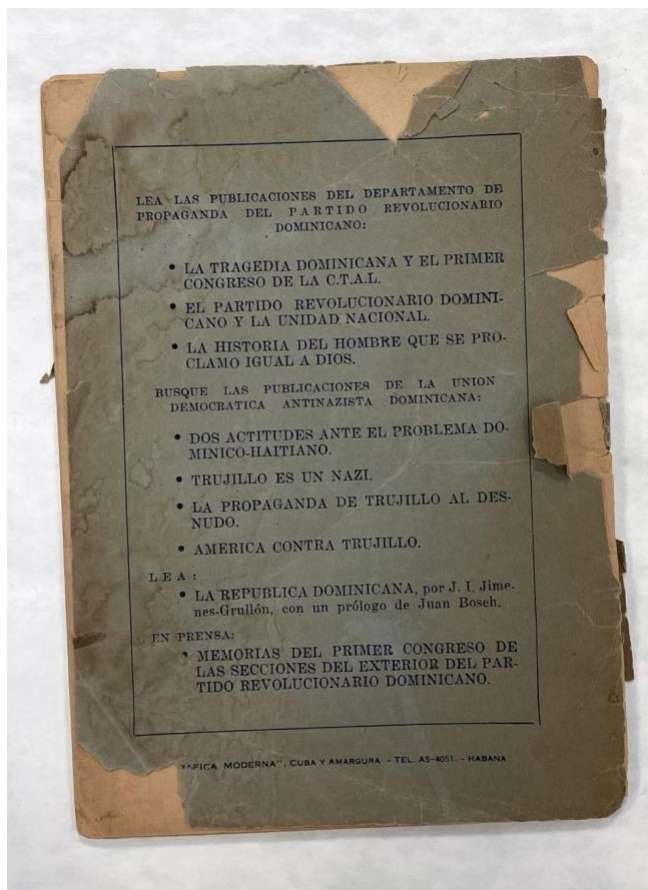 LEA LAS PUBLICACIONES DEL DEPARTAMENTO DE
PROPAGANDA DEL PARTIDO REVOLUCIONARIO
DOMINICANO:
• LA TRAGEDIA DOMINICANA Y EL PRIMER
CONGRESO DE LA C.T.A.L.
• EL PARTIDO REVOLUCIONARIO DOMINI-
CANO Y LA UNIDAD NACIONAL.
• LA HISTORIA DEL HOMBRE QUE SE PRO-
CLAMO IGUAL A DIOS.
BUSQUE LAS PUBLICACIONES DE LA UNION
DEMOCRATICA ANTINAZISTA DOMINICANA:
• DOS ACTITUDES ANTE EL PROBLEMA DO-
MINICO-HAITIANO.
• TRUJILLO ES UN NAZI.
• LA PROPAGANDA DE TRUJILLO AL DES-
NUDO.
• AMERICA CONTRA TRUJILLO.
LEA:
• LA REPUBLICA DOMINICANA, por J. I. Jime-
nes-Grullón, con un prólogo de Juan Bosch.
EN PRENSA:
• MEMORIAS DEL PRIMER CONGRESO DE
LAS SECCIONES DEL EXTERIOR DEL PAR-
TIDO REVOLUCIONARIO DOMINICANO.
MODERNA", CUBA Y AMARGURA - TEL. A5-4051. - HABANA